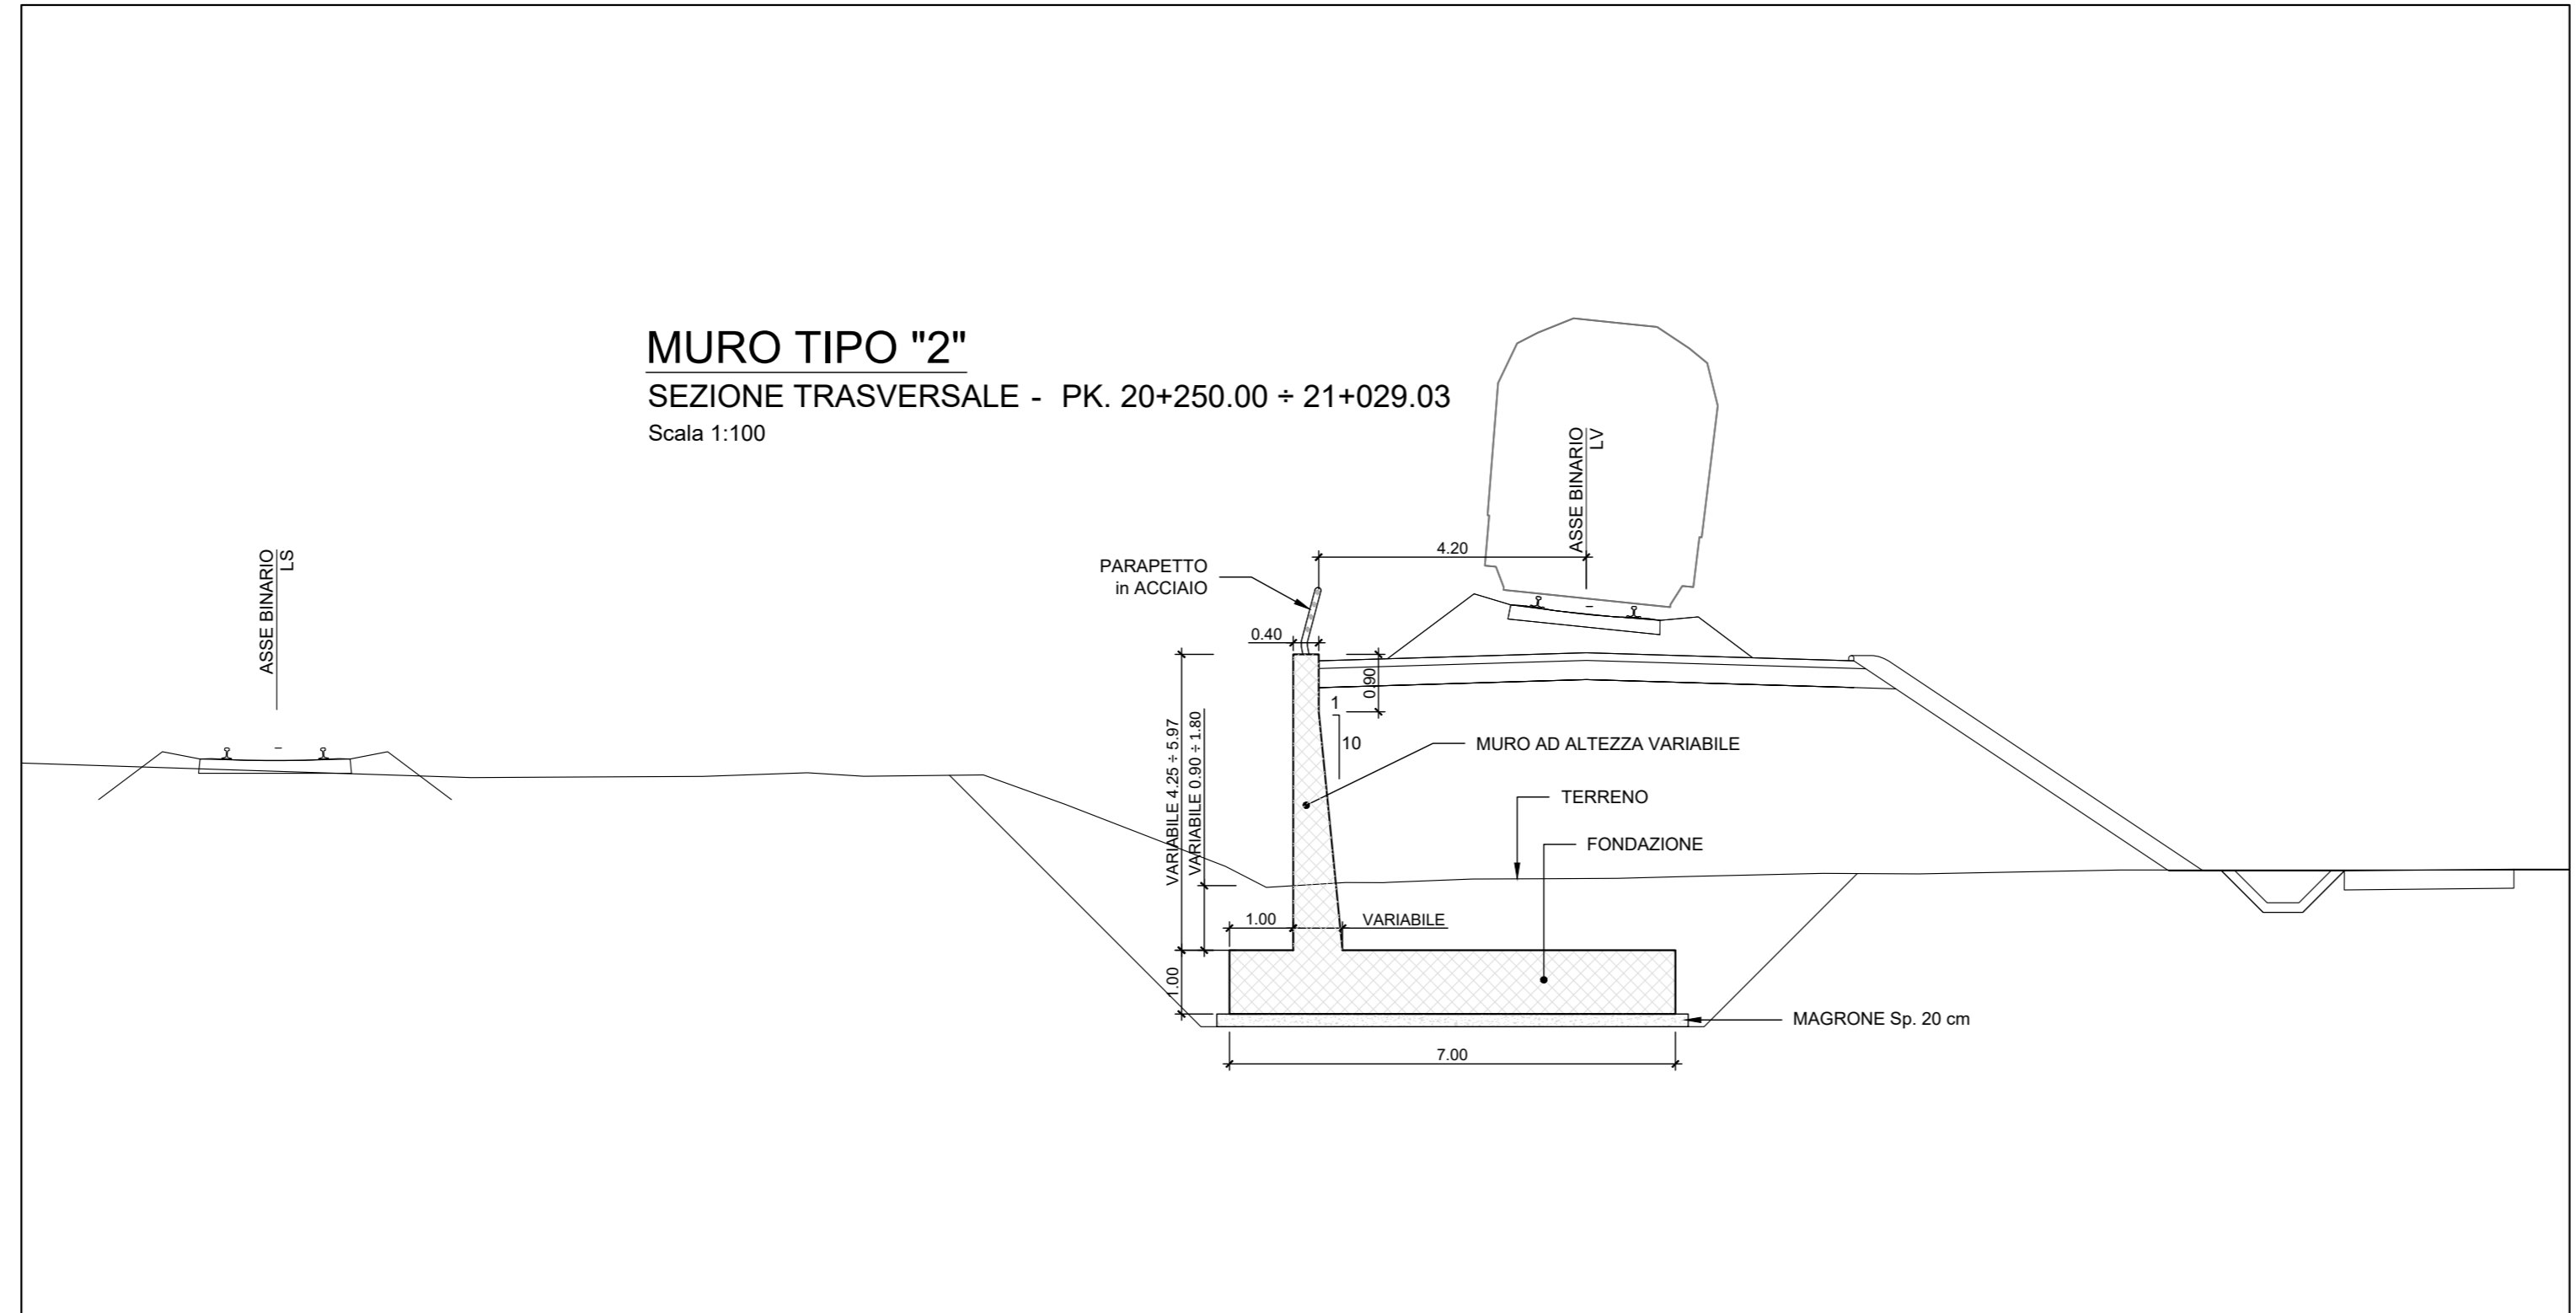 MURO TIPO "2"
SEZIONE TRASVERSALE - PK. 20+250.00 ÷ 21+029.03
Scala 1:100
ASSE BINARIO
LV
ASSE BINARIO
LS
4.20
PARAPETTO
in ACCIAIO
0.40
0.90
1
10
VARIABILE 4.25 ÷ 5.97
VARIABILE 0.90 ÷ 1.80
MURO AD ALTEZZA VARIABILE
TERRENO
FONDAZIONE
1.00
VARIABILE
1.00
MAGRONE Sp. 20 cm
7.00